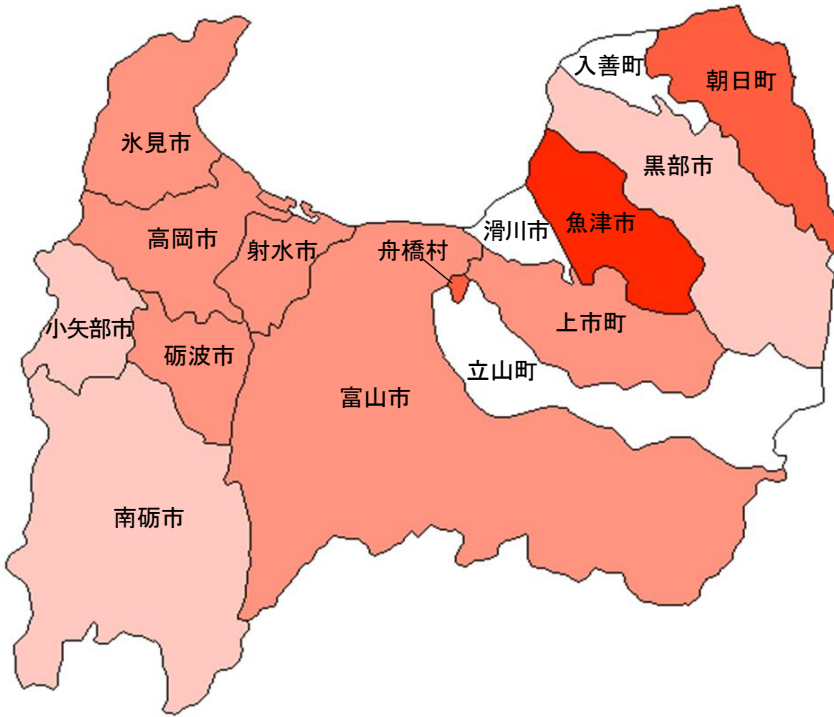 入善町
朝日町
氷見市
黒部市
魚津市
滑川市
高岡市
射水市
舟橋村
小矢部市
上市町
砺波市
立山町
富山市
南砺市